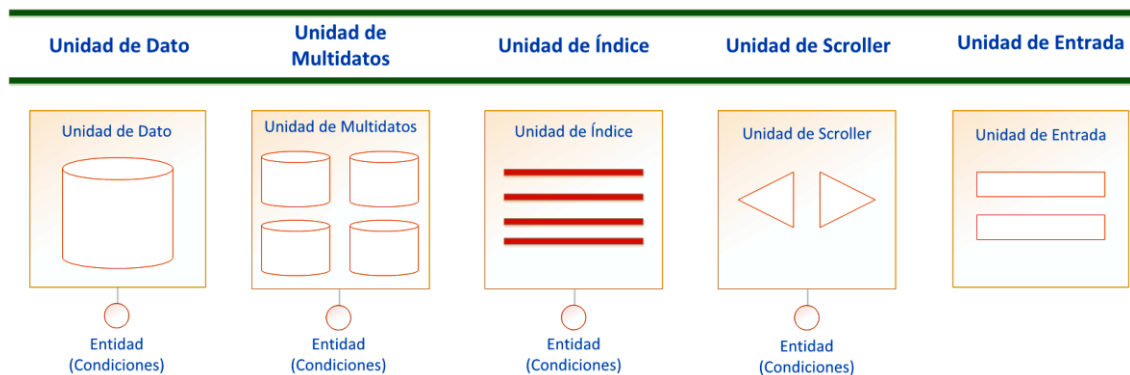 Unidad de Dato
Unidad de
Multidatos
Unidad de Índice
Unidad de Scroller
Unidad de Entrada
Unidad de Dato
Unidad de Multidatos
Unidad de Índice
Unidad de Scroller
Unidad de Entrada
Entidad
(Condiciones)
Entidad
(Condiciones)
Entidad
(Condiciones)
Entidad
(Condiciones)